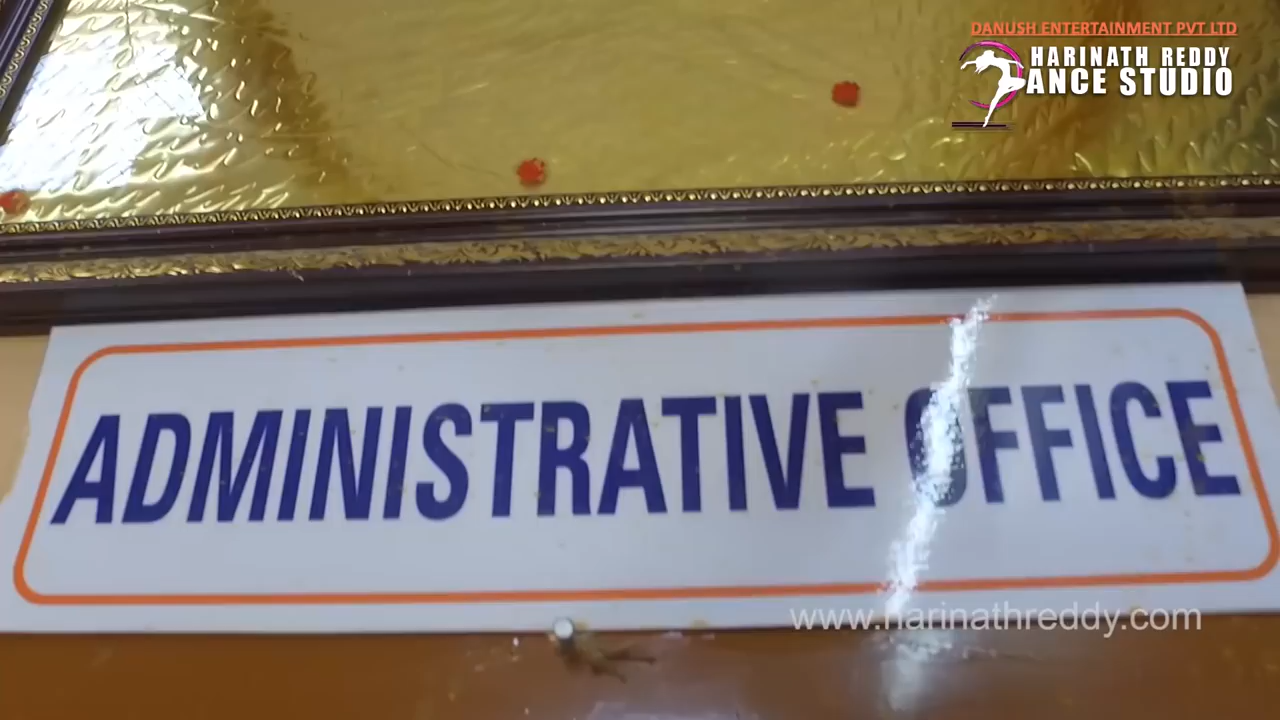 DANUSH ENTERTAINMENT PVT LTD
HARINATH REDDY
ANCE STUDIO
ADMINISTRATIVE OFFICE
www.harinathreddy.com